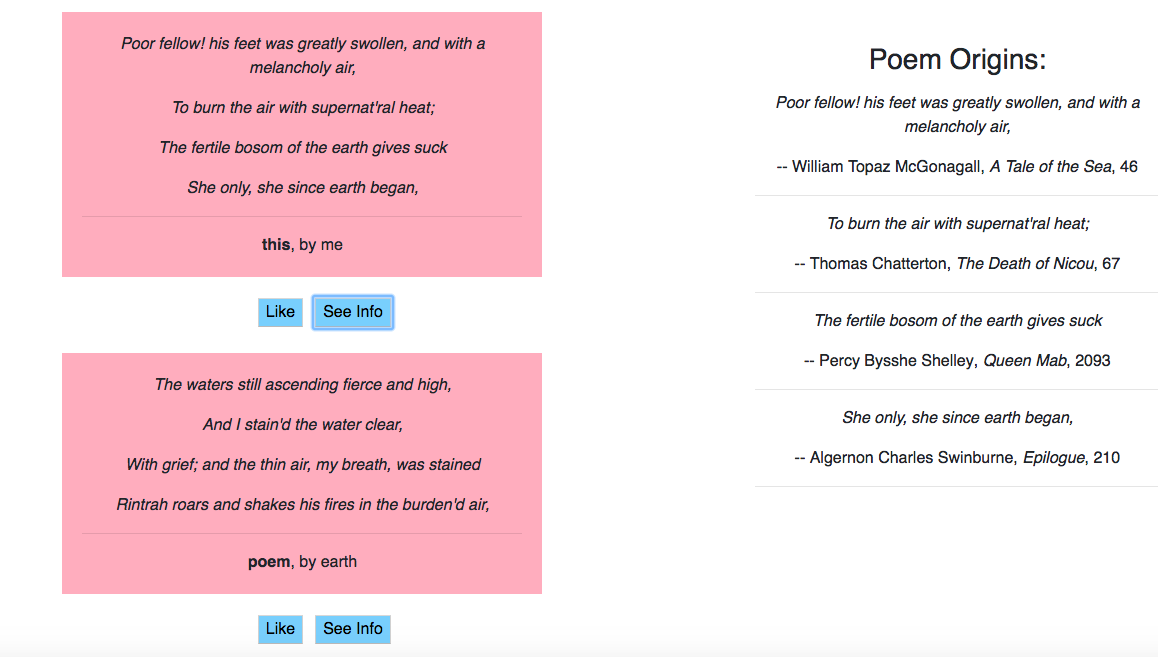 Poor fellow! his feet was greatly swollen, and with a
melancholy air,
To burn the air with supernat'ral heat;
The fertile bosom of the earth gives suck
She only, she since earth began,
this, by me
Like
See Info
The waters still ascending fierce and high,
And I stain'd the water clear,
With grief; and the thin air, my breath, was stained
Rintrah roars and shakes his fires in the burden'd air,
poem, by earth
Like
See Info
Poem Origins:
Poor fellow! his feet was greatly swollen, and with a
melancholy air,
-- William Topaz McGonagall, A Tale of the Sea, 46
To burn the air with supernat'ral heat;
-- Thomas Chatterton, The Death of Nicou, 67
The fertile bosom of the earth gives suck
-- Percy Bysshe Shelley, Queen Mab, 2093
She only, she since earth began,
-- Algernon Charles Swinburne, Epilogue, 210